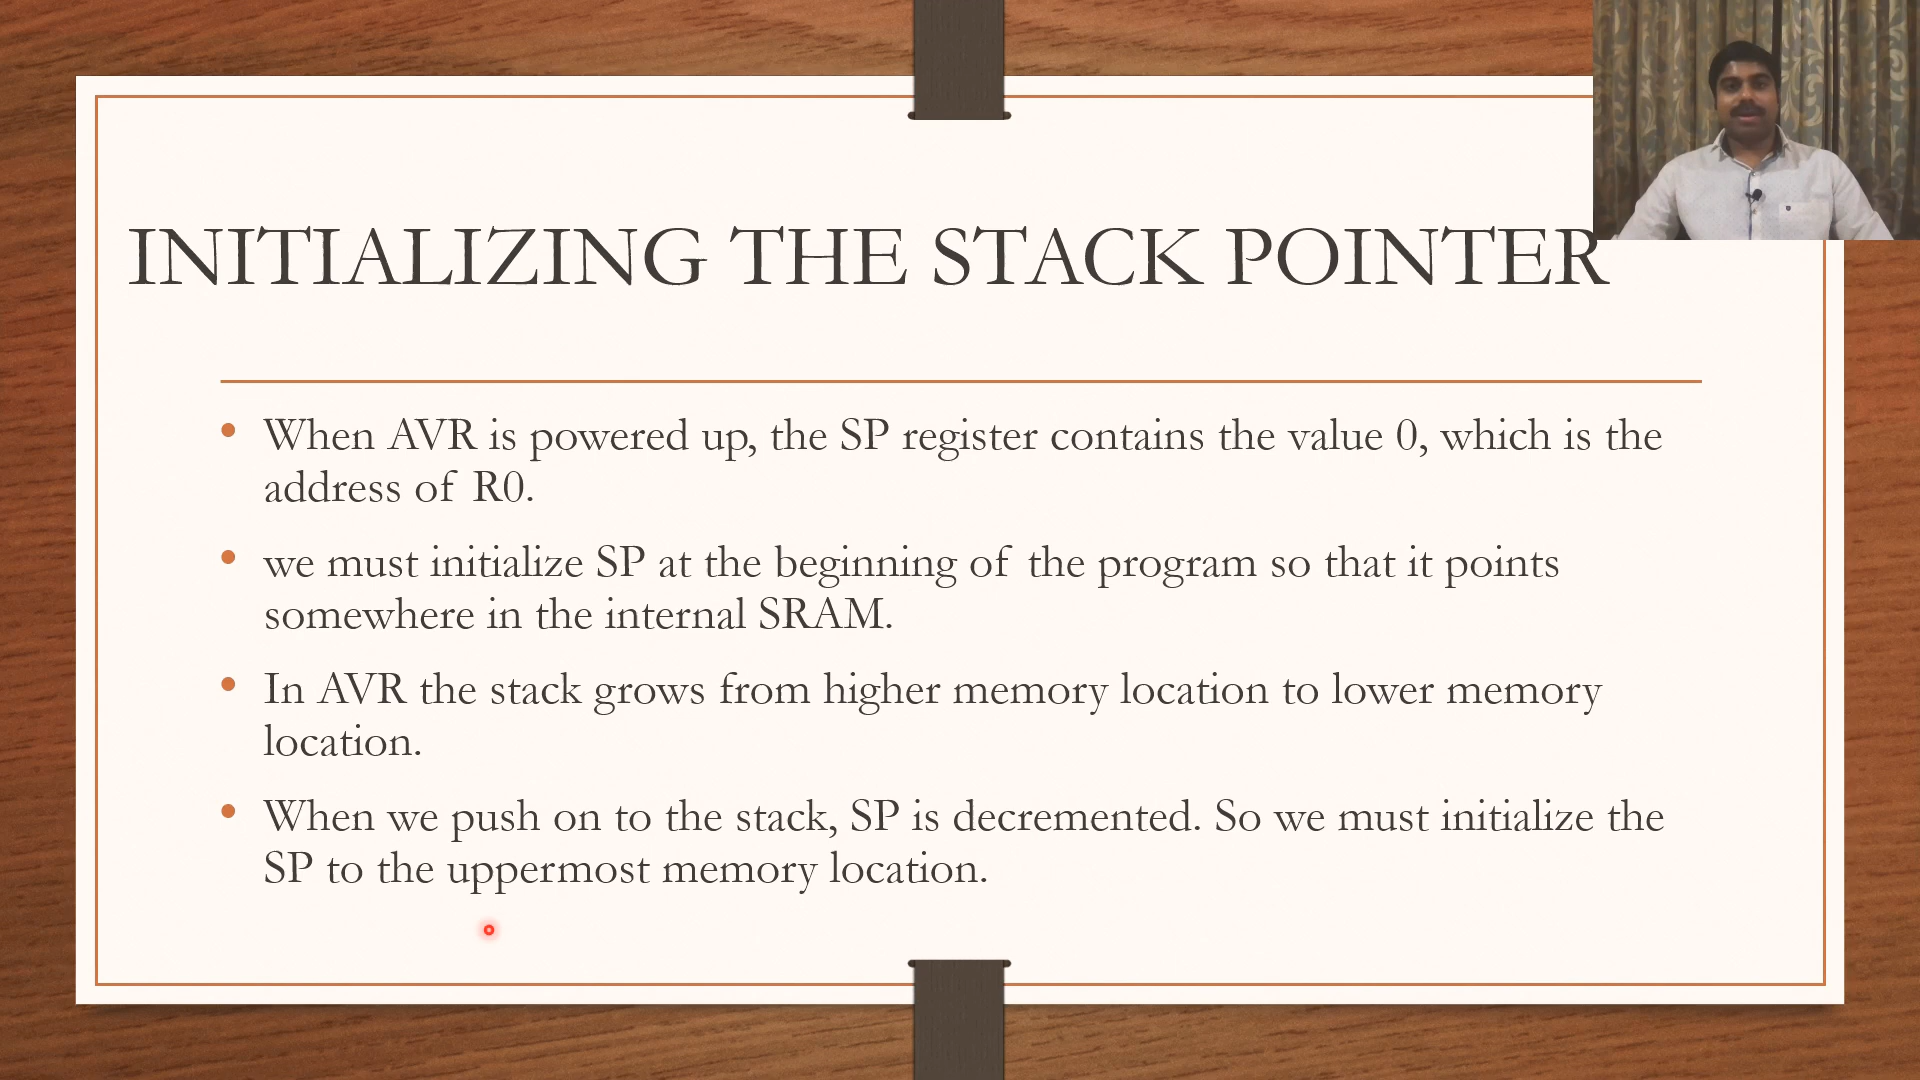 INITIALIZING THE STACK POINTER
• When AVR is powered up, the SP register contains the value 0, which is the
address of R0.
• we must initialize SP at the beginning of the program so that it points
somewhere in the internal SRAM.
• In AVR the stack grows from higher memory location to lower memory
location.
• When we push on to the stack, SP is decremented. So we must initialize the
SP to the uppermost memory location.